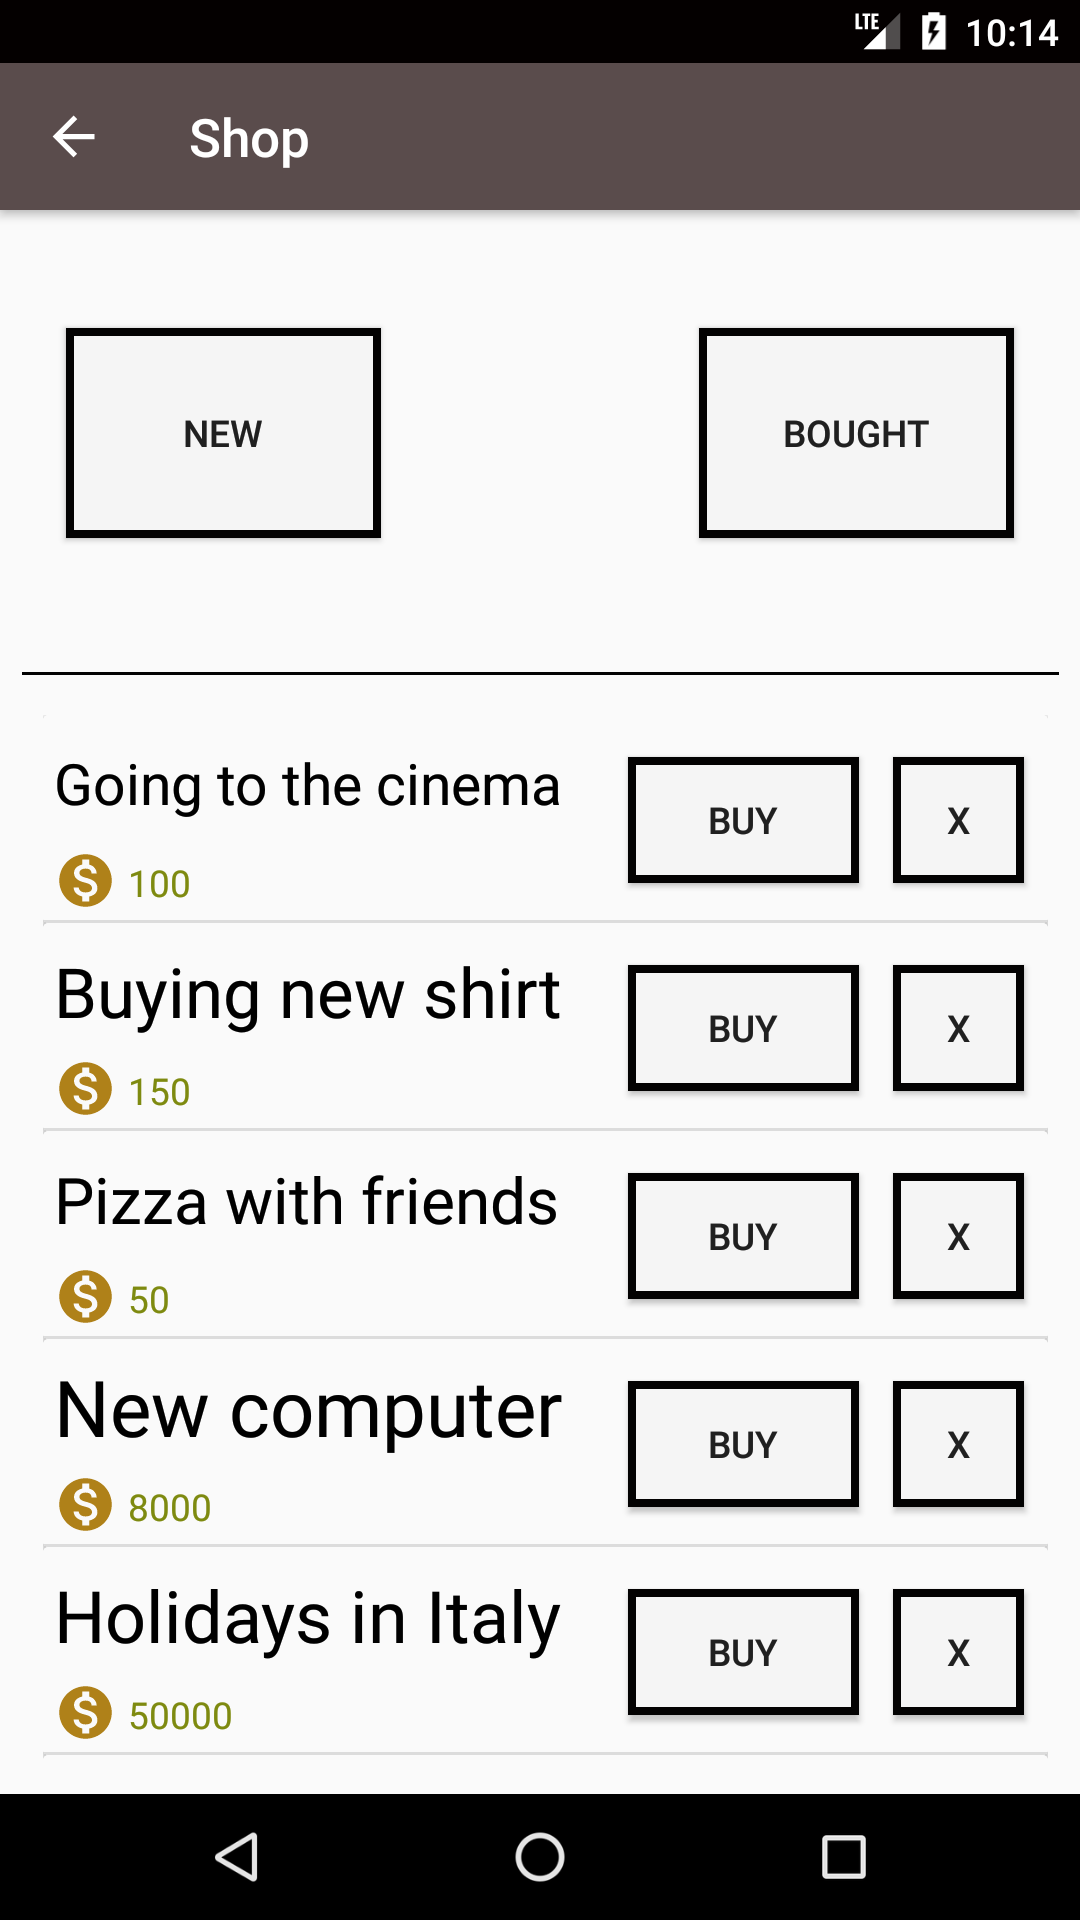 LTE 10:14
Shop
NEW BOUGHT
Going to the cinema BUY X
$ 100
Buying new shirt BUY X
$ 150
Pizza with friends BUY X
$ 50
New computer BUY X
$ 8000
Holidays in Italy BUY X
$ 50000